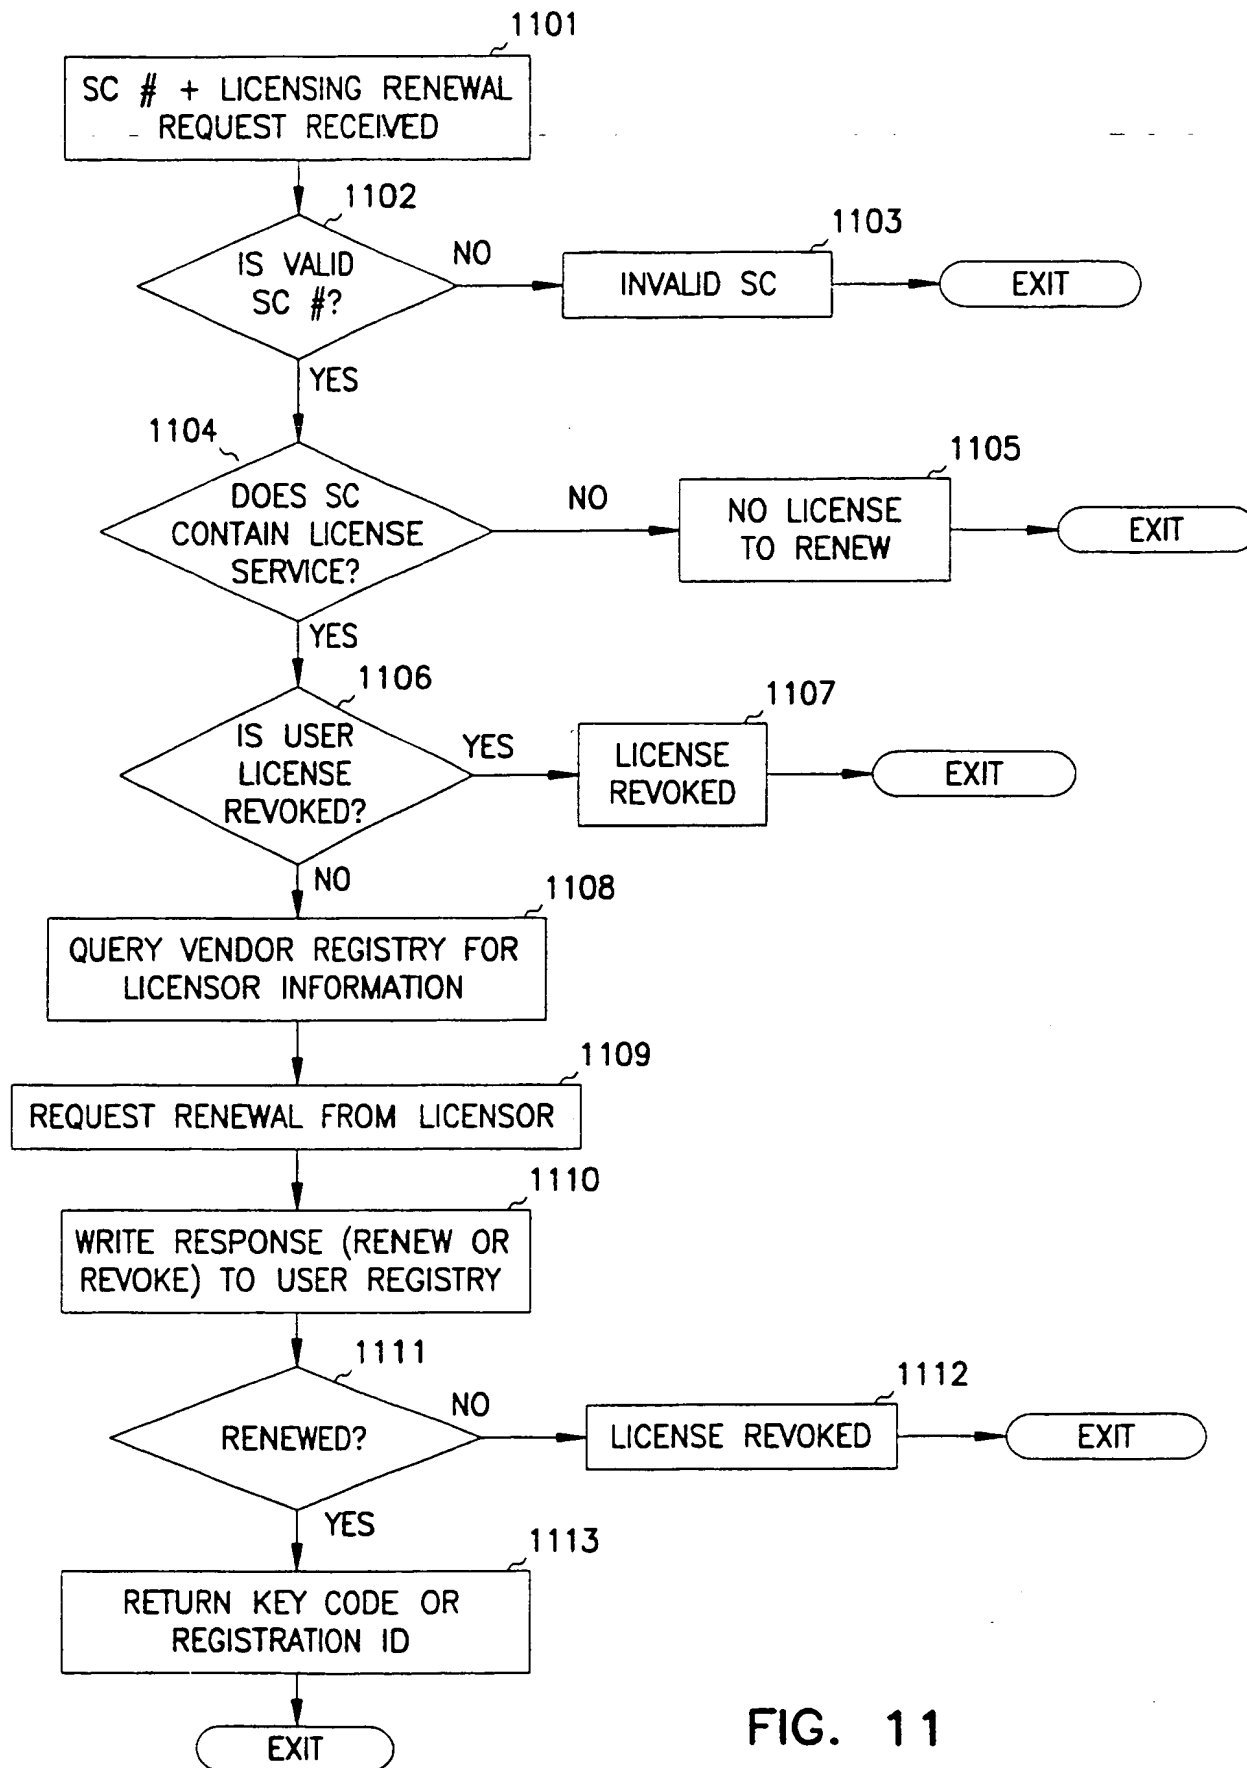 1101
SC # + LICENSING RENEWAL
REQUEST RECEIVED
1102
IS VALID
SC #?
NO
1103
INVALID SC
EXIT
YES
1104
DOES SC
CONTAIN LICENSE
SERVICE?
NO
1105
NO LICENSE
TO RENEW
EXIT
YES
1106
IS USER
LICENSE
REVOKED?
YES
1107
LICENSE
REVOKED
EXIT
NO
1108
QUERY VENDOR REGISTRY FOR
LICENSOR INFORMATION
1109
REQUEST RENEWAL FROM LICENSOR
1110
WRITE RESPONSE (RENEW OR
REVOKE) TO USER REGISTRY
1111
RENEWED?
NO
1112
LICENSE REVOKED
EXIT
YES
1113
RETURN KEY CODE OR
REGISTRATION ID
EXIT
FIG. 11